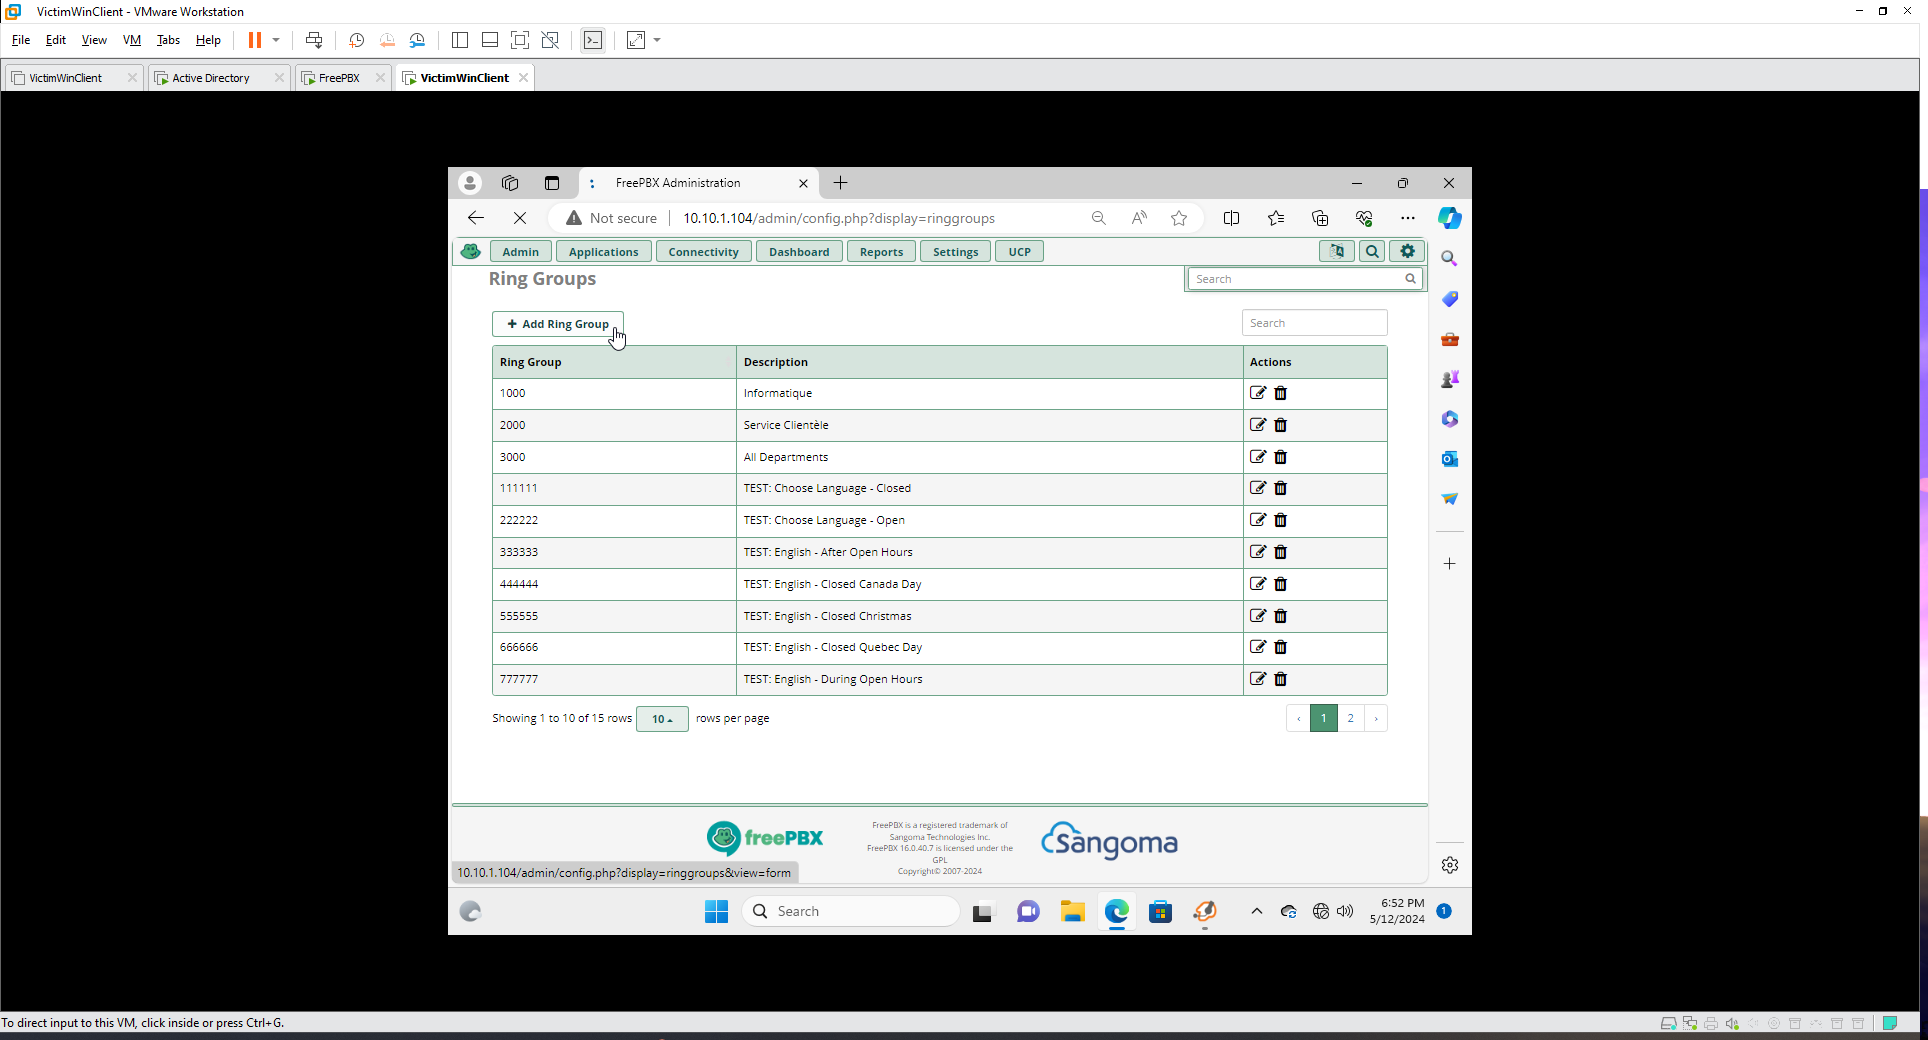 VictimWinClient - VMware Workstation
File Edit View VM Tabs Help
VictimWinClient Active Directory FreePBX VictimWinClient
FreePBX Administration
Not secure 10.10.1.104/admin/config.php?display=ringgroups
Admin Applications Connectivity Dashboard Reports Settings UCP
Ring Groups
Search
+ Add Ring Group
Search
Ring Group Description Actions
1000 Informatique
2000 Service Clientèle
3000 All Departments
111111 TEST: Choose Language - Closed
222222 TEST: Choose Language - Open
333333 TEST: English - After Open Hours
444444 TEST: English - Closed Canada Day
555555 TEST: English - Closed Christmas
666666 TEST: English - Closed Quebec Day
777777 TEST: English - During Open Hours
Showing 1 to 10 of 15 rows 10 rows per page ‹ 1 2 ›
freePBX
FreePBX is a registered trademark of
Sangoma Technologies Inc.
FreePBX 16.0.40.7 is licensed under the
GPL
Copyright© 2007-2024
Sangoma
10.10.1.104/admin/config.php?display=ringgroups&view=form
Search
6:52 PM
5/12/2024
1
To direct input to this VM, click inside or press Ctrl+G.